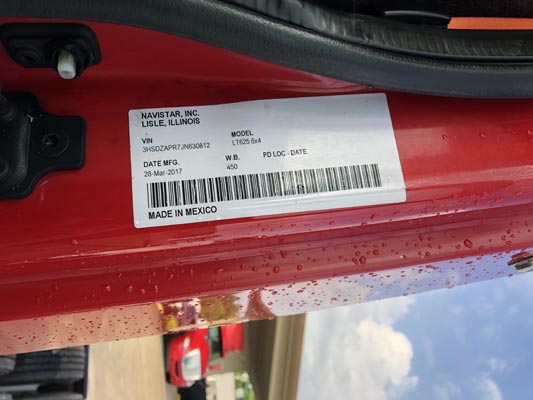 NAVISTAR, INC.
LISLE, ILLINOIS
VIN MODEL
3HSDZAPR7JN630812 LT625 6x4
DATE MFG. W.B. PD LOC - DATE
26-Mar-2017 450
MADE IN MEXICO